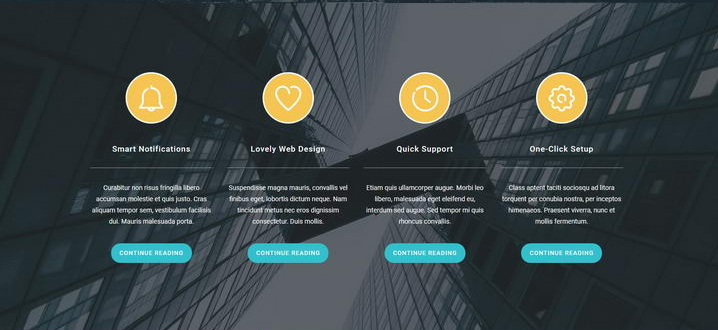 Smart Notifications
Curabitur non risus fringilla libero
accumsan molestie et quis justo. Cras
aliquam tempor sem, vestibulum facilisis
dui. Mauris malesuada porta.
CONTINUE READING
Lovely Web Design
Suspendisse magna mauris, convallis vel
finibus eget, lobortis dictum neque. Nam
tincidunt metus nec eros dignissim
consectetur. Duis mollis.
CONTINUE READING
Quick Support
Etiam quis ullamcorper augue. Morbi leo
libero, malesuada eget eleifend eu,
interdum sed augue. Sed tempor mi quis
rhoncus convallis.
CONTINUE READING
One-Click Setup
Class aptent taciti sociosqu ad litora
torquent per conubia nostra, per inceptos
himenaeos. Praesent viverra, nunc et
mollis fermentum.
CONTINUE READING